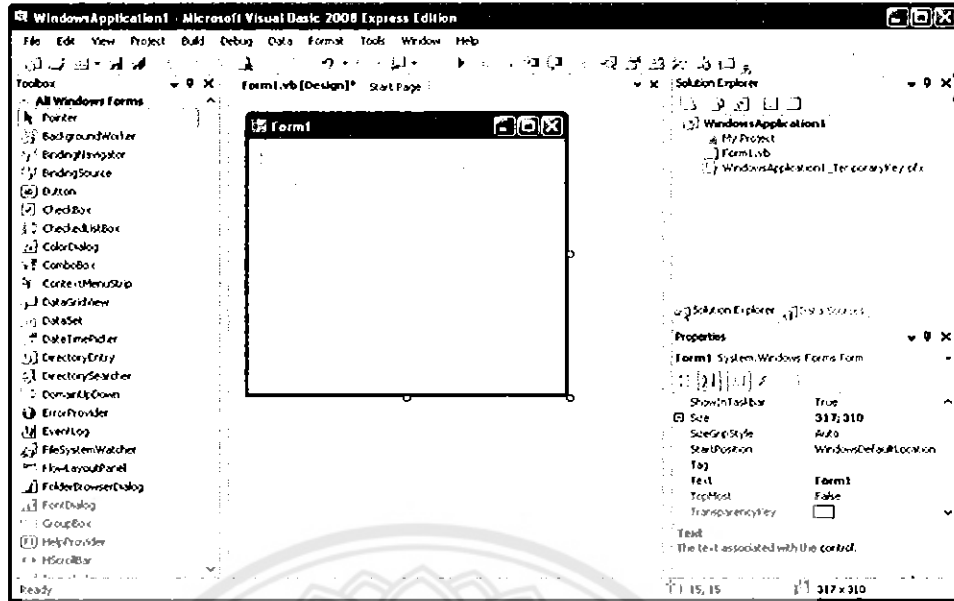 WindowsApplication1 - Microsoft Visual Basic 2008 Express Edition
File Edit View Project Build Debug Data Format Tools Window Help
Toolbox
All Windows Forms
Pointer
BackgroundWorker
BindingNavigator
BindingSource
Button
CheckBox
CheckedListBox
ColorDialog
ComboBox
ContextMenuStrip
DataGridView
DataSet
DateTimePicker
DirectoryEntry
DirectorySearcher
DomainUpDown
ErrorProvider
EventLog
FileSystemWatcher
FlowLayoutPanel
FolderBrowserDialog
FontDialog
GroupBox
HelpProvider
HScrollBar
Form1.vb [Design]* Start Page
Form1
Solution Explorer
WindowsApplication1
My Project
Form1.vb
WindowsApplication1_TemporaryKey.pfx
Solution Explorer Data Sources
Properties
Form1 System.Windows.Forms.Form
ShowInTaskbar True
Size 317; 310
SizeGripStyle Auto
StartPosition WindowsDefaultLocation
Tag
Text Form1
TopMost False
TransparencyKey
Text
The text associated with the control.
Ready 15, 15 317 x 310